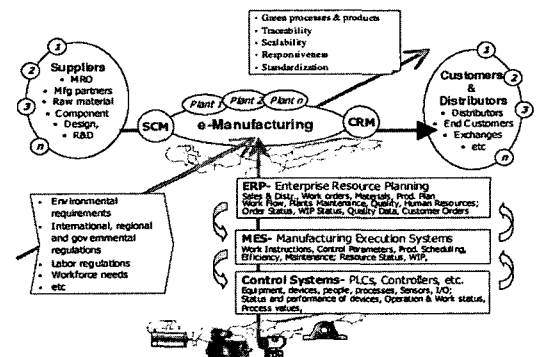 Green processes & products
Traceability
Scalability
Responsiveness
Standardization
1
2
3
n
Suppliers
MRO
Mfg partners
Raw material
Component
Design,
R&D
Plant 1
Plant 2
Plant n
SCM
e-Manufacturing
CRM
1
2
3
n
Customers
&
Distributors
Distributors
End Customers
Exchanges
etc
Environmental
requirements
International, regional
and governmental
regulations
Labor regulations
Workforce needs
etc
ERP- Enterprise Resource Planning
Sales & Distr., Work orders, Materials, Prod. Plan
Work Flow, Plants Maintenance, Quality, Human Resources;
Order Status, WIP Status, Quality Data, Customer Orders
MES- Manufacturing Execution Systems
Work Instructions, Control Parameters, Prod. Scheduling,
Efficiency, Maintenance; Resource Status, WIP,
Control Systems- PLCs, Controllers, etc.
Equipment, devices, people, processes, Sensors, I/O;
Status and performance of devices, Operation & Work status,
Process values,